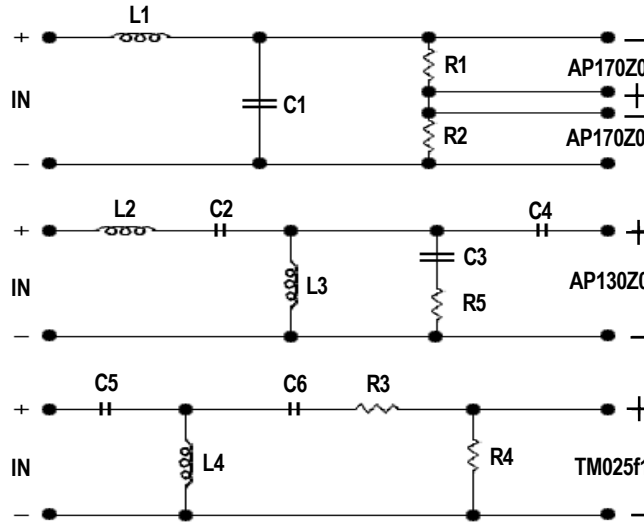 L1
+ −
R1 AP170Z0
IN C1 +
−
R2 AP170Z0
− −
L2 C2 C4
+ +
C3
IN L3 AP130Z0
R5
− −
C5 C6 R3
+ +
IN L4 R4 TM025f1
− −